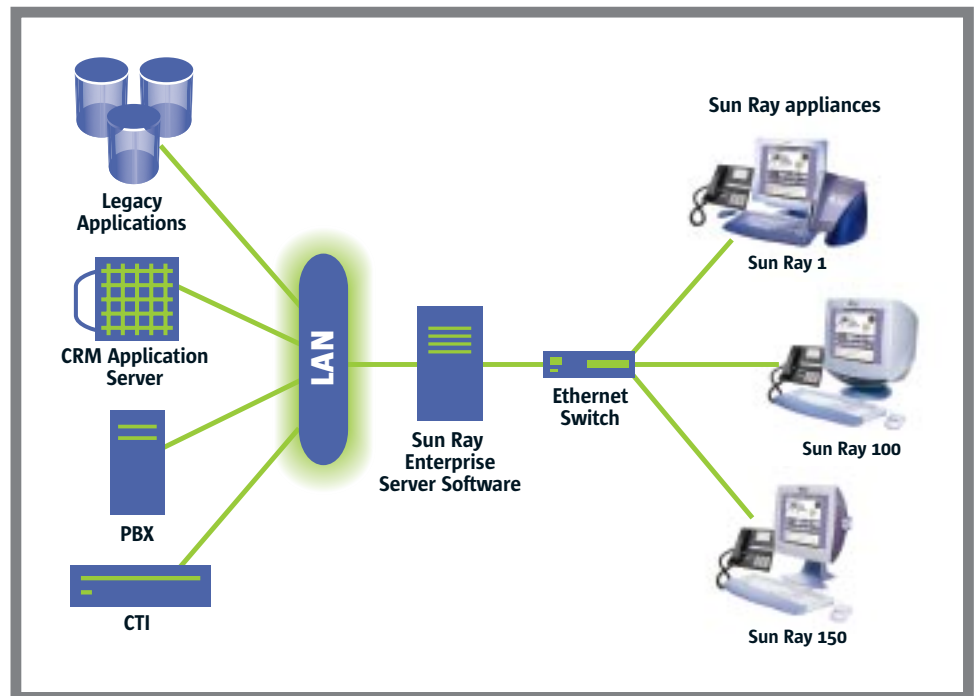 Sun Ray appliances
Legacy
Applications
Sun Ray 1
CRM Application
Server
LAN
Ethernet
Switch
Sun Ray
Enterprise
Server Software
Sun Ray 100
PBX
CTI
Sun Ray 150